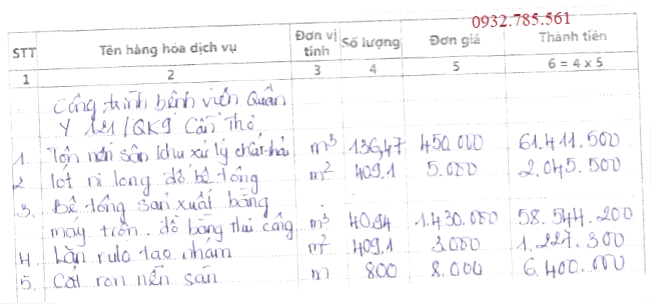 0932.785.561
STT Tên hàng hóa dịch vụ Đơn vị tính Số lượng Đơn giá Thành tiền
1 2 3 4 5 6 = 4 x 5
Công trình bệnh viện Quân
Y 121/QK9 Cần Thơ,
1. Tôn nền sân khu xử lý chất thải m³ 136,47 450.000 61.411.500
2 lót ni long đổ bê tông m² 409,1 5.000 2.045.500
3. Bê tông sản xuất bằng
máy trộn. đổ bằng thủ công m³ 40,94 1.430.000 58.544.200
4. Lăn rulo tạo nhám m² 409,1 3.000 1.227.300
5. Cắt ron nền sân m 800 8.000 6.400.000